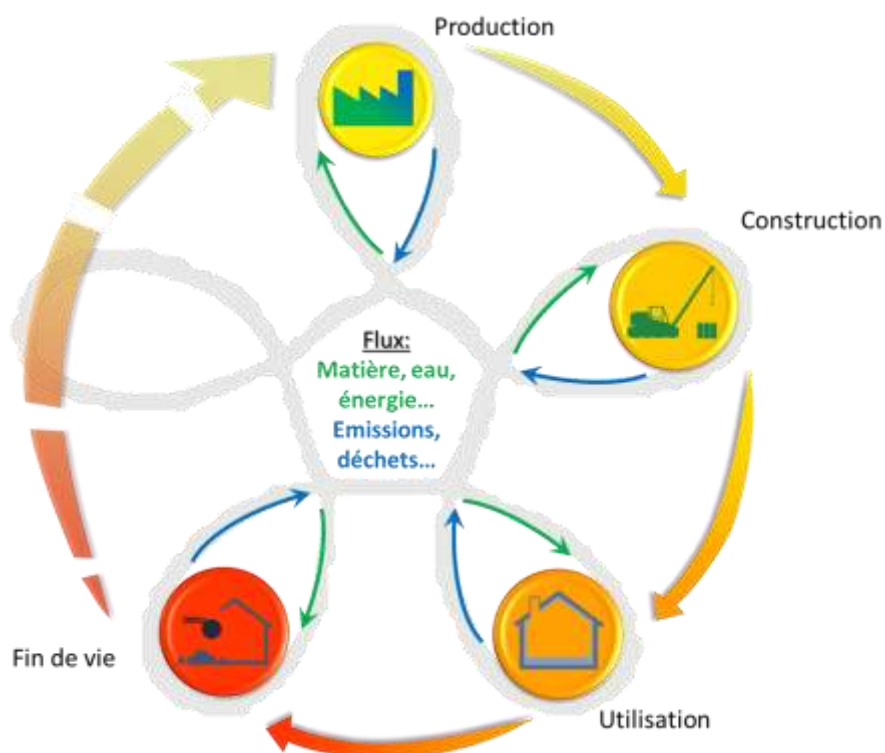 Production
Construction
Flux:
Matière, eau,
énergie...
Emissions,
déchets...
Fin de vie
Utilisation